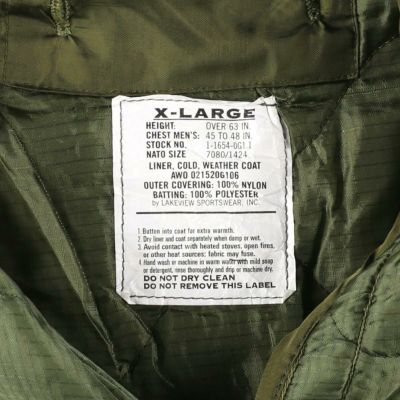 X-LARGE
HEIGHT: OVER 63 IN.
CHEST MEN'S: 45 TO 48 IN.
STOCK NO. 1-1654-0G1 1
NATO SIZE 7080/1424
LINER, COLD, WEATHER COAT
AWO 0215206106
OUTER COVERING: 100% NYLON
BATTING: 100% POLYESTER
by LAKEVIEW SPORTSWEAR, INC.
1. Button into coat for extra warmth.
2. Dry liner and coat separately when damp or wet.
3. Avoid contact with heated stoves, open fires,
or other heat sources: fabric may fuse.
4. Hand wash or machine in warm water with mild soap
or detergent, rinse thoroughly and drip or machine dry.
DO NOT DRY CLEAN
DO NOT REMOVE THIS LABEL